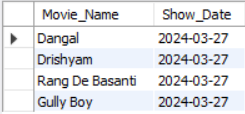 Movie_Name Show_Date
Dangal 2024-03-27
Drishyam 2024-03-27
Rang De Basanti 2024-03-27
Gully Boy 2024-03-27